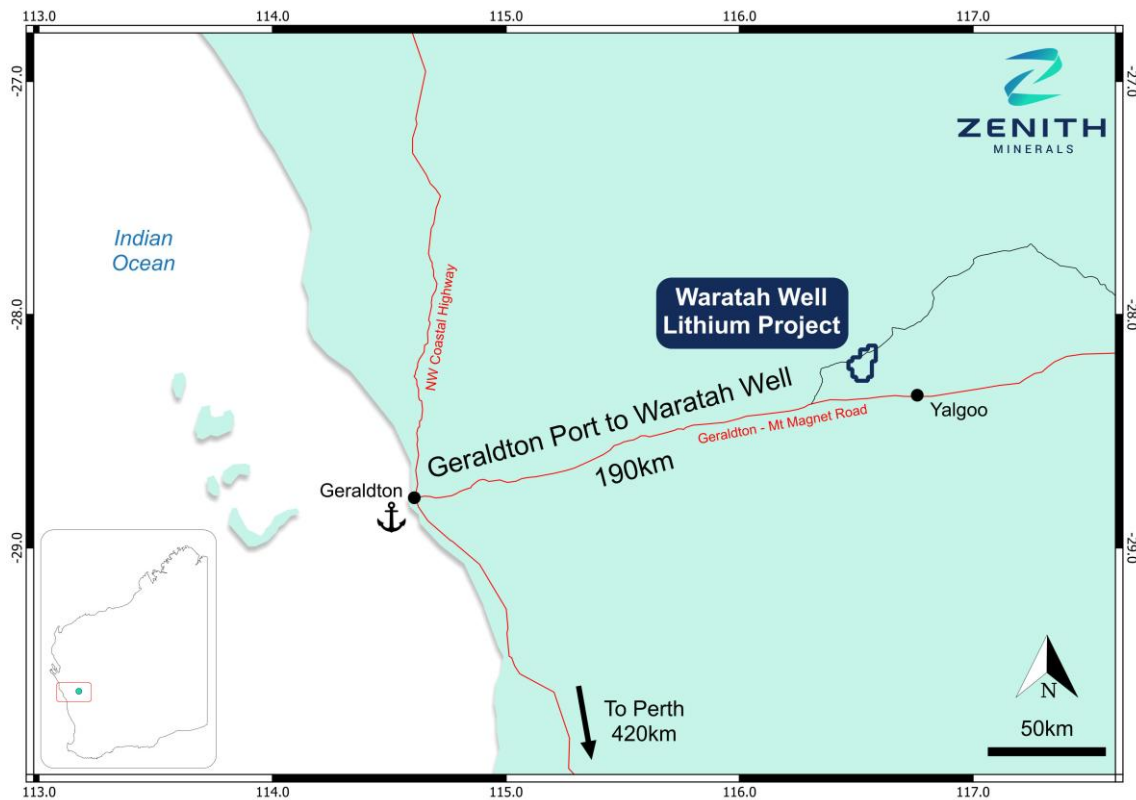 113.0 114.0 115.0 116.0 117.0
-27.0
-27.0
ZENITH
MINERALS
Indian
Ocean
NW Coastal Highway
Waratah Well
Lithium Project
-28.0
-28.0
Geraldton Port to Waratah Well
190km
Geraldton - Mt Magnet Road
Yalgoo
Geraldton
-29.0
-29.0
To Perth
420km
N
50km
113.0 114.0 115.0 116.0 117.0